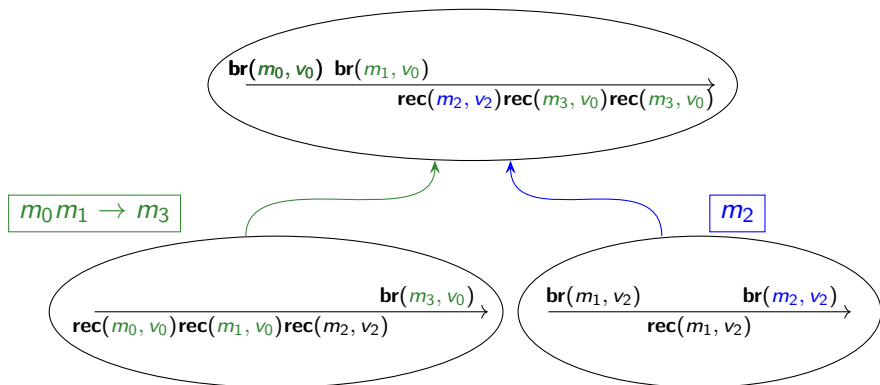 br(m₀, v₀) br(m₁, v₀)
rec(m₂, v₂)rec(m₃, v₀)rec(m₃, v₀)
m₀m₁ → m₃
m₂
br(m₃, v₀)
rec(m₀, v₀)rec(m₁, v₀)rec(m₂, v₂)
br(m₁, v₂) br(m₂, v₂)
rec(m₁, v₂)